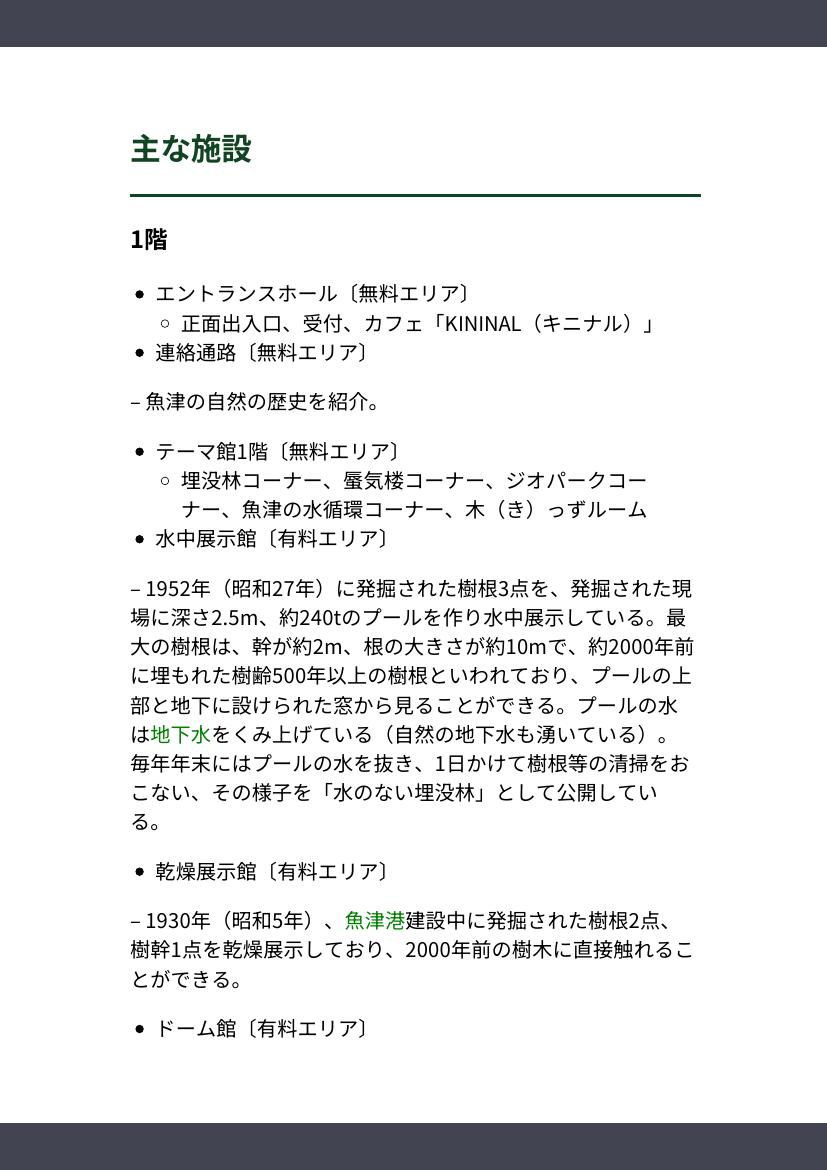 主な施設
1階
• エントランスホール〔無料エリア〕
◦ 正面出入口、受付、カフェ「KININAL（キニナル）」
• 連絡通路〔無料エリア〕
– 魚津の自然の歴史を紹介。
• テーマ館1階〔無料エリア〕
◦ 埋没林コーナー、蜃気楼コーナー、ジオパークコー
ナー、魚津の水循環コーナー、木（き）っずルーム
• 水中展示館〔有料エリア〕
– 1952年（昭和27年）に発掘された樹根3点を、発掘された現
場に深さ2.5m、約240tのプールを作り水中展示している。最
大の樹根は、幹が約2m、根の大きさが約10mで、約2000年前
に埋もれた樹齢500年以上の樹根といわれており、プールの上
部と地下に設けられた窓から見ることができる。プールの水
は地下水をくみ上げている（自然の地下水も湧いている）。
毎年年末にはプールの水を抜き、1日かけて樹根等の清掃をお
こない、その様子を「水のない埋没林」として公開してい
る。
• 乾燥展示館〔有料エリア〕
– 1930年（昭和5年）、魚津港建設中に発掘された樹根2点、
樹幹1点を乾燥展示しており、2000年前の樹木に直接触れるこ
とができる。
• ドーム館〔有料エリア〕